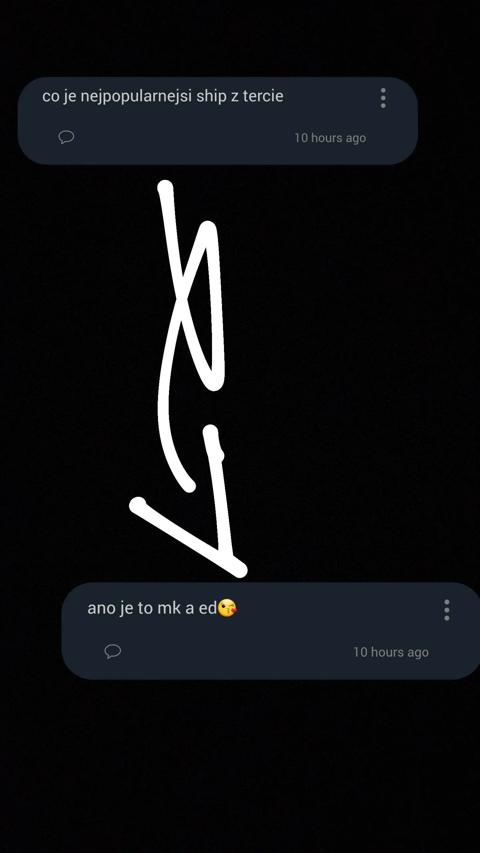 co je nejpopularnejsi ship z tercie
10 hours ago
ano je to mk a ed😘
10 hours ago